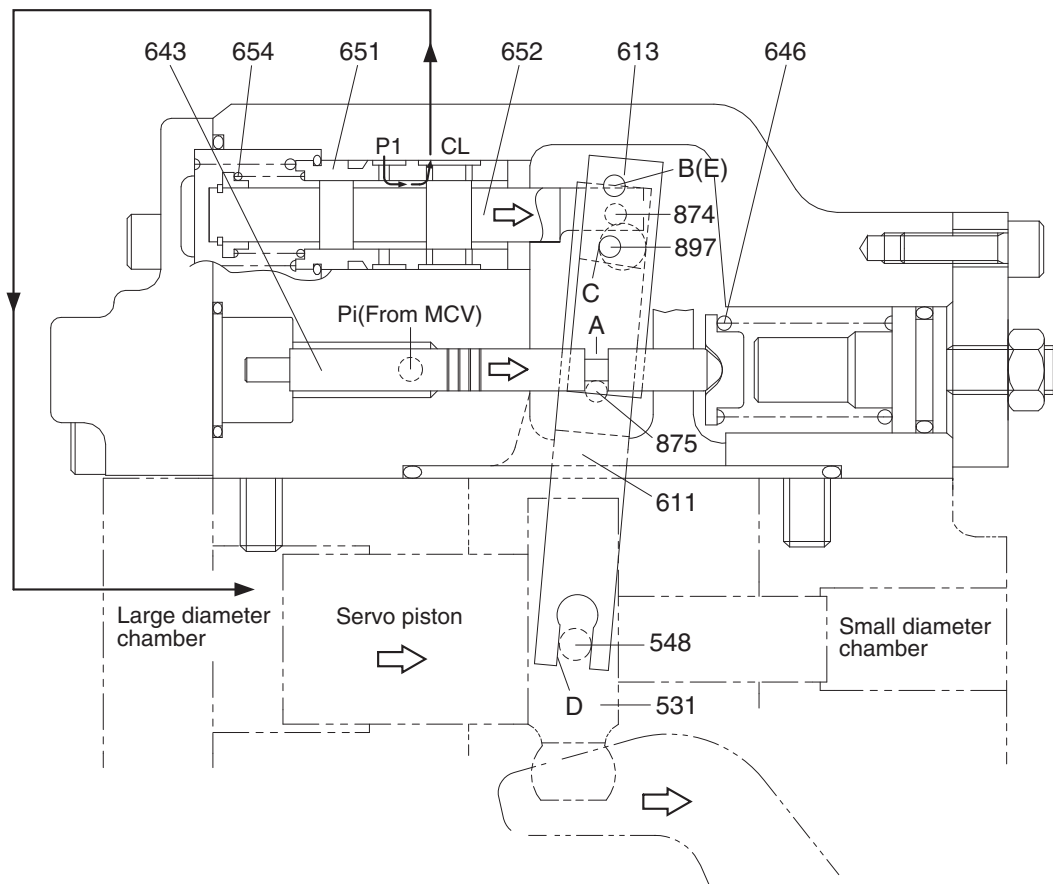 643
654
651
652
613
646
P1
CL
B(E)
874
897
C
A
Pi(From MCV)
875
611
Large diameter
chamber
Servo piston
548
Small diameter
chamber
D
531